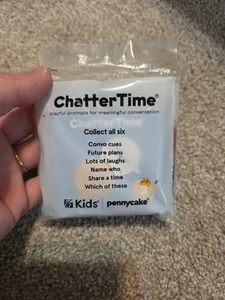 ChatterTime®
playful prompts for meaningful conversation
ChatterTime
Collect all six
Convo cues
Future plans
Lots of laughs
Name who
Share a time
Which of these
Kids
pennycake®